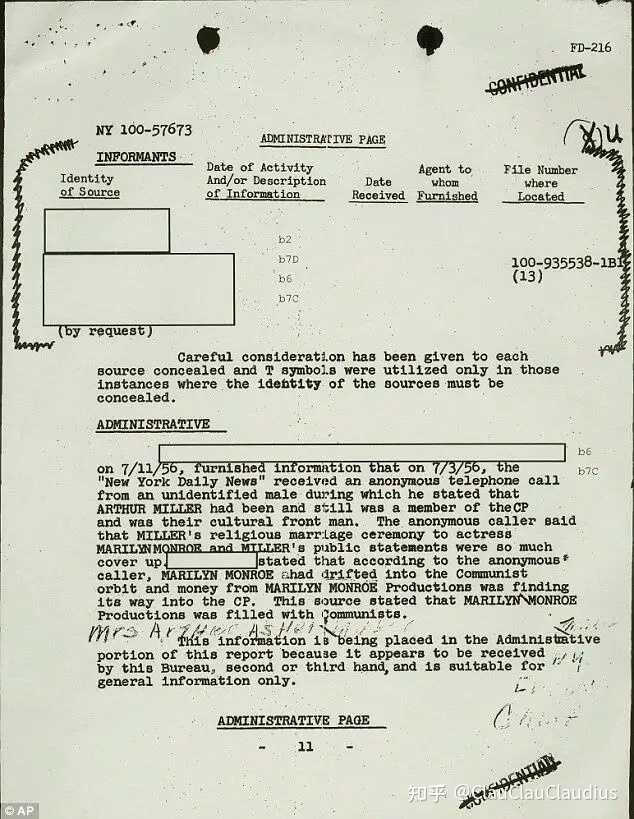 FD-216
CONFIDENTIAL
NY 100-57673
ADMINISTRATIVE PAGE
(X)U
INFORMANTS
Identity of Source
Date of Activity And/or Description of Information
Date Received
Agent to whom Furnished
File Number where Located
b2
b7D
b6
b7C
100-935538-1B1
(13)
(by request)
Careful consideration has been given to each
source concealed and T symbols were utilized only in those
instances where the identity of the sources must be
concealed.
ADMINISTRATIVE
b6
b7C
on 7/11/56, furnished information that on 7/3/56, the
"New York Daily News" received an anonymous telephone call
from an unidentified male during which he stated that
ARTHUR MILLER had been and still was a member of theCP
and was their cultural front man. The anonymous caller said
that MILLER's religious marriage ceremony to actress
MARILYN MONROE and MILLER's public statements were so much
cover up. stated that according to the anonymous
caller, MARILYN MONROE had drifted into the Communist
orbit and money from MARILYN MONROE Productions was finding
its way into the CP. This source stated that MARILYN MONROE
Productions was filled with Communists.
Mrs Arthur
This information is being placed in the Administrative
portion of this report because it appears to be received
by this Bureau, second or third hand, and is suitable for
general information only.
ADMINISTRATIVE PAGE
- 11 -
CONFIDENTIAL
知乎 @ClauClauClaudius
© AP